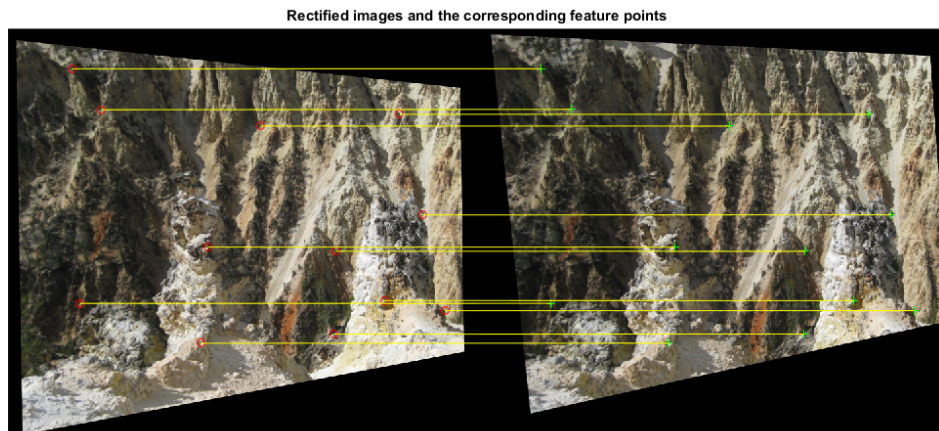 Rectified images and the corresponding feature points